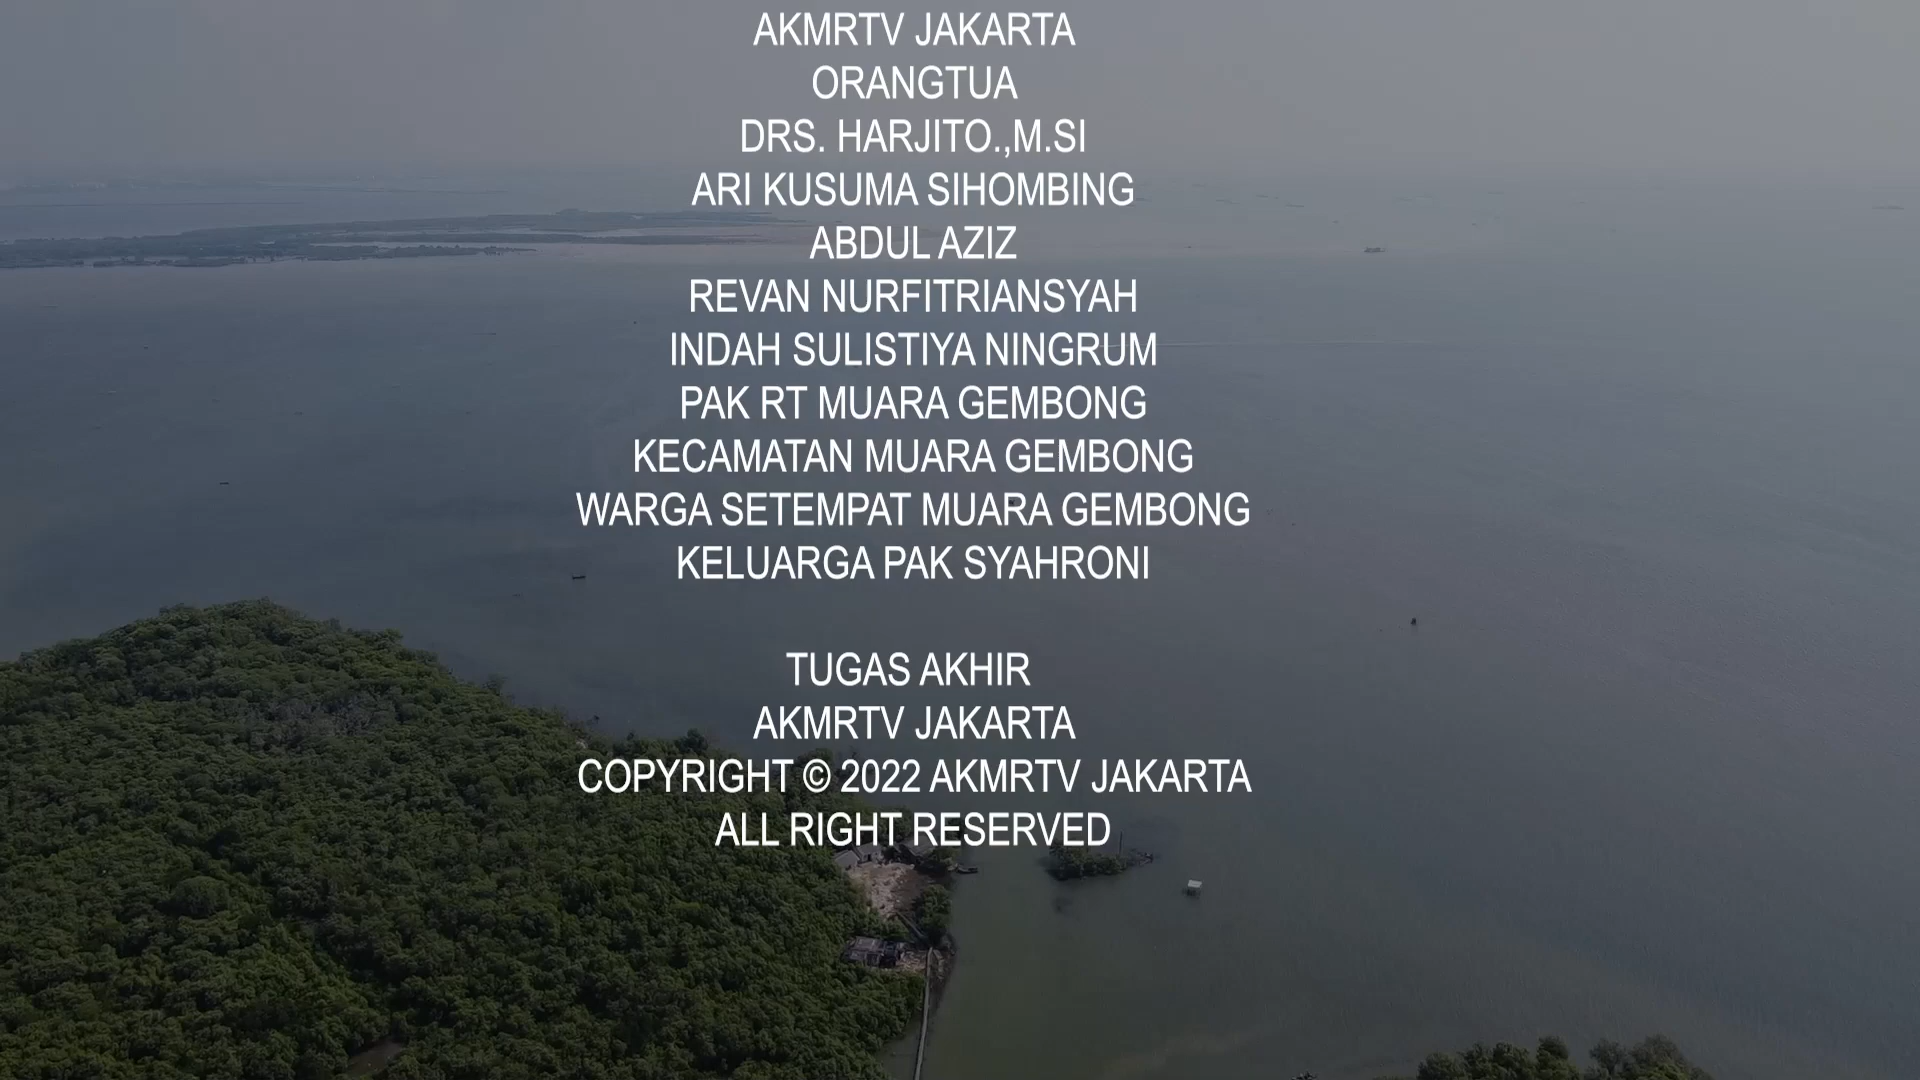 AKMRTV JAKARTA
ORANGTUA
DRS. HARJITO.,M.SI
ARI KUSUMA SIHOMBING
ABDUL AZIZ
REVAN NURFITRIANSYAH
INDAH SULISTIYA NINGRUM
PAK RT MUARA GEMBONG
KECAMATAN MUARA GEMBONG
WARGA SETEMPAT MUARA GEMBONG
KELUARGA PAK SYAHRONI
TUGAS AKHIR
AKMRTV JAKARTA
COPYRIGHT © 2022 AKMRTV JAKARTA
ALL RIGHT RESERVED